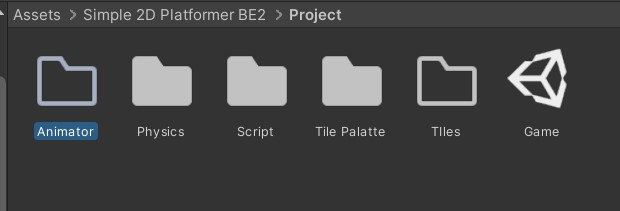 Assets > Simple 2D Platformer BE2 > Project
Animator Physics Script Tile Palatte TIles Game